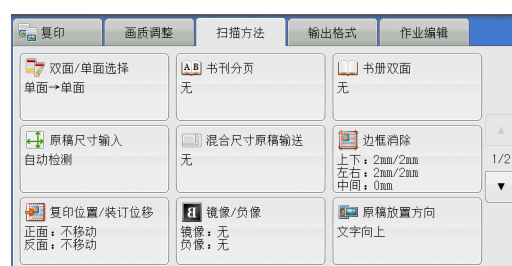 复印
画质调整
扫描方法
输出格式
作业编辑
双面/单面选择
单面→单面
AB 书刊分页
无
书册双面
无
原稿尺寸输入
自动检测
混合尺寸原稿输送
无
边框消除
上下：2mm/2mm
左右：2mm/2mm
中间：0mm
1/2
复印位置/装订位移
正面：不移动
反面：不移动
B 镜像/负像
镜像：无
负像：无
原稿放置方向
文字向上